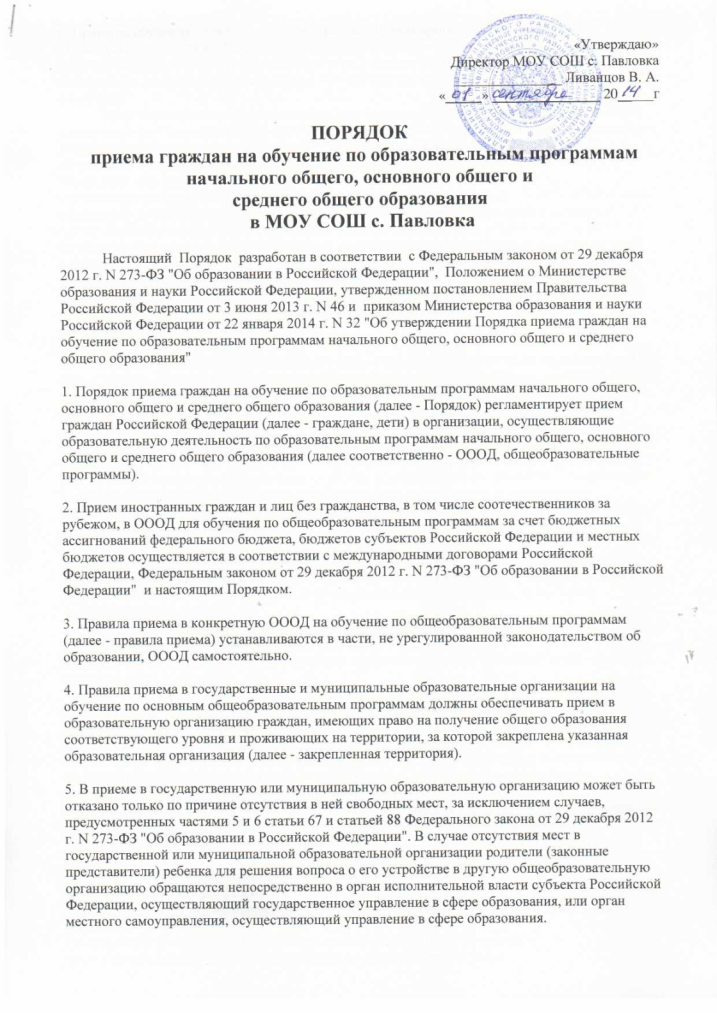 «Утверждаю»
Директор МОУ СОШ с. Павловка
Ливанцов В. А.
« 01 » сентября 2014 г
ПОРЯДОК
приема граждан на обучение по образовательным программам
начального общего, основного общего и
среднего общего образования
в МОУ СОШ с. Павловка
Настоящий Порядок разработан в соответствии с Федеральным законом от 29 декабря
2012 г. N 273-ФЗ "Об образовании в Российской Федерации", Положением о Министерстве
образования и науки Российской Федерации, утвержденном постановлением Правительства
Российской Федерации от 3 июня 2013 г. N 46 и приказом Министерства образования и науки
Российской Федерации от 22 января 2014 г. N 32 "Об утверждении Порядка приема граждан на
обучение по образовательным программам начального общего, основного общего и среднего
общего образования"
1. Порядок приема граждан на обучение по образовательным программам начального общего,
основного общего и среднего общего образования (далее - Порядок) регламентирует прием
граждан Российской Федерации (далее - граждане, дети) в организации, осуществляющие
образовательную деятельность по образовательным программам начального общего, основного
общего и среднего общего образования (далее соответственно - ОООД, общеобразовательные
программы).
2. Прием иностранных граждан и лиц без гражданства, в том числе соотечественников за
рубежом, в ОООД для обучения по общеобразовательным программам за счет бюджетных
ассигнований федерального бюджета, бюджетов субъектов Российской Федерации и местных
бюджетов осуществляется в соответствии с международными договорами Российской
Федерации, Федеральным законом от 29 декабря 2012 г. N 273-ФЗ "Об образовании в Российской
Федерации" и настоящим Порядком.
3. Правила приема в конкретную ОООД на обучение по общеобразовательным программам
(далее - правила приема) устанавливаются в части, не урегулированной законодательством об
образовании, ОООД самостоятельно.
4. Правила приема в государственные и муниципальные образовательные организации на
обучение по основным общеобразовательным программам должны обеспечивать прием в
образовательную организацию граждан, имеющих право на получение общего образования
соответствующего уровня и проживающих на территории, за которой закреплена указанная
образовательная организация (далее - закрепленная территория).
5. В приеме в государственную или муниципальную образовательную организацию может быть
отказано только по причине отсутствия в ней свободных мест, за исключением случаев,
предусмотренных частями 5 и 6 статьи 67 и статьей 88 Федерального закона от 29 декабря 2012
г. N 273-ФЗ "Об образовании в Российской Федерации". В случае отсутствия мест в
государственной или муниципальной образовательной организации родители (законные
представители) ребенка для решения вопроса о его устройстве в другую общеобразовательную
организацию обращаются непосредственно в орган исполнительной власти субъекта Российской
Федерации, осуществляющий государственное управление в сфере образования, или орган
местного самоуправления, осуществляющий управление в сфере образования.